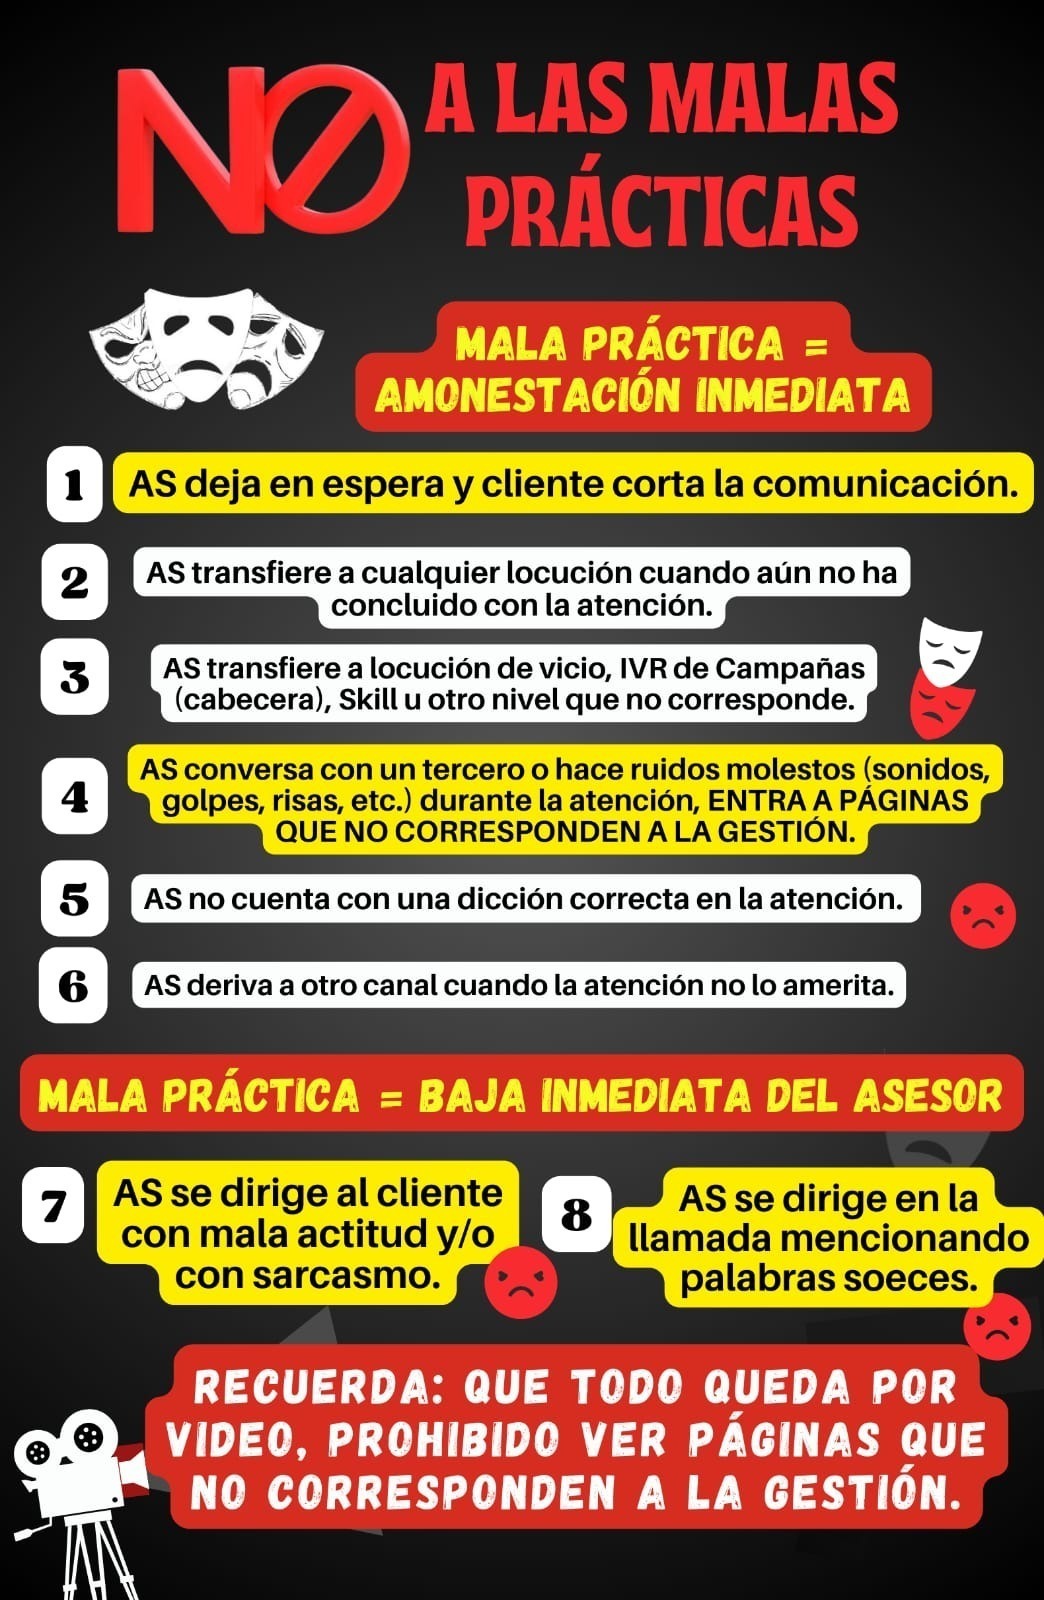 NO A LAS MALAS
PRÁCTICAS
MALA PRÁCTICA =
AMONESTACIÓN INMEDIATA
1 AS deja en espera y cliente corta la comunicación.
2 AS transfiere a cualquier locución cuando aún no ha
concluido con la atención.
3 AS transfiere a locución de vicio, IVR de Campañas
(cabecera), Skill u otro nivel que no corresponde.
4 AS conversa con un tercero o hace ruidos molestos (sonidos,
golpes, risas, etc.) durante la atención, ENTRA A PÁGINAS
QUE NO CORRESPONDEN A LA GESTIÓN.
5 AS no cuenta con una dicción correcta en la atención.
6 AS deriva a otro canal cuando la atención no lo amerita.
MALA PRÁCTICA = BAJA INMEDIATA DEL ASESOR
7 AS se dirige al cliente
con mala actitud y/o
con sarcasmo.
8 AS se dirige en la
llamada mencionando
palabras soeces.
RECUERDA: QUE TODO QUEDA POR
VIDEO, PROHIBIDO VER PÁGINAS QUE
NO CORRESPONDEN A LA GESTIÓN.